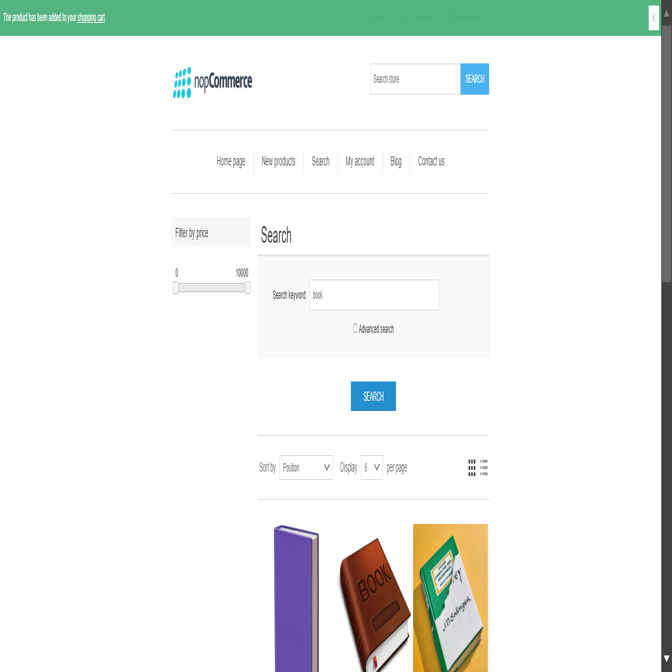 The product has been added to your shopping cart
X
nopCommerce
Search store
SEARCH
Home page
New products
Search
My account
Blog
Contact us
Filter by price
0
10000
Search
Search keyword:
book
Advanced search
SEARCH
Sort by
Position
Display
6
per page
BOOK
J.D. Salinger